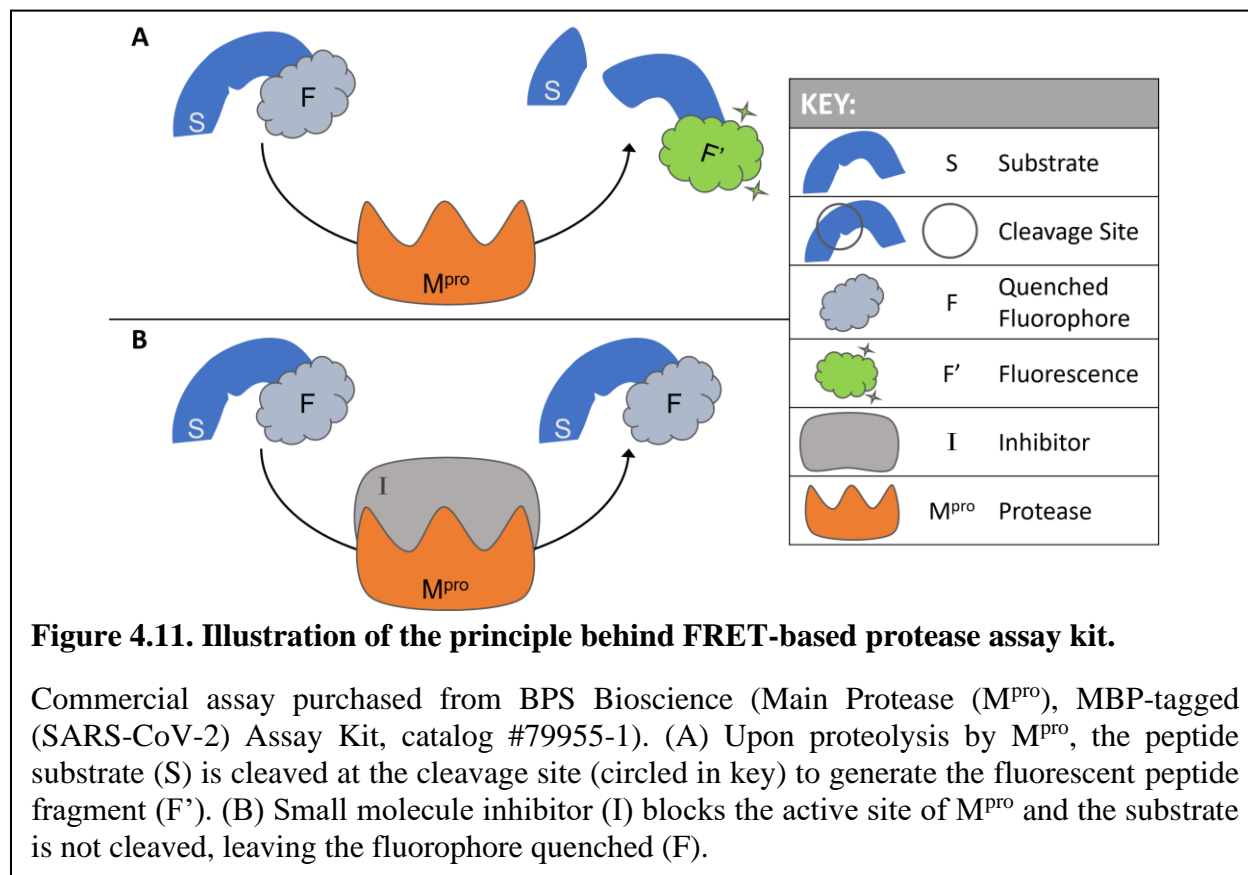 A
S
F
F'
Mpro
B
S
F
S
F
I
Mpro
KEY:
S Substrate
Cleavage Site
F Quenched
Fluorophore
F' Fluorescence
I Inhibitor
Mpro Protease
Figure 4.11. Illustration of the principle behind FRET-based protease assay kit.
Commercial assay purchased from BPS Bioscience (Main Protease (Mpro), MBP-tagged
(SARS-CoV-2) Assay Kit, catalog #79955-1). (A) Upon proteolysis by Mpro, the peptide
substrate (S) is cleaved at the cleavage site (circled in key) to generate the fluorescent peptide
fragment (F’). (B) Small molecule inhibitor (I) blocks the active site of Mpro and the substrate
is not cleaved, leaving the fluorophore quenched (F).